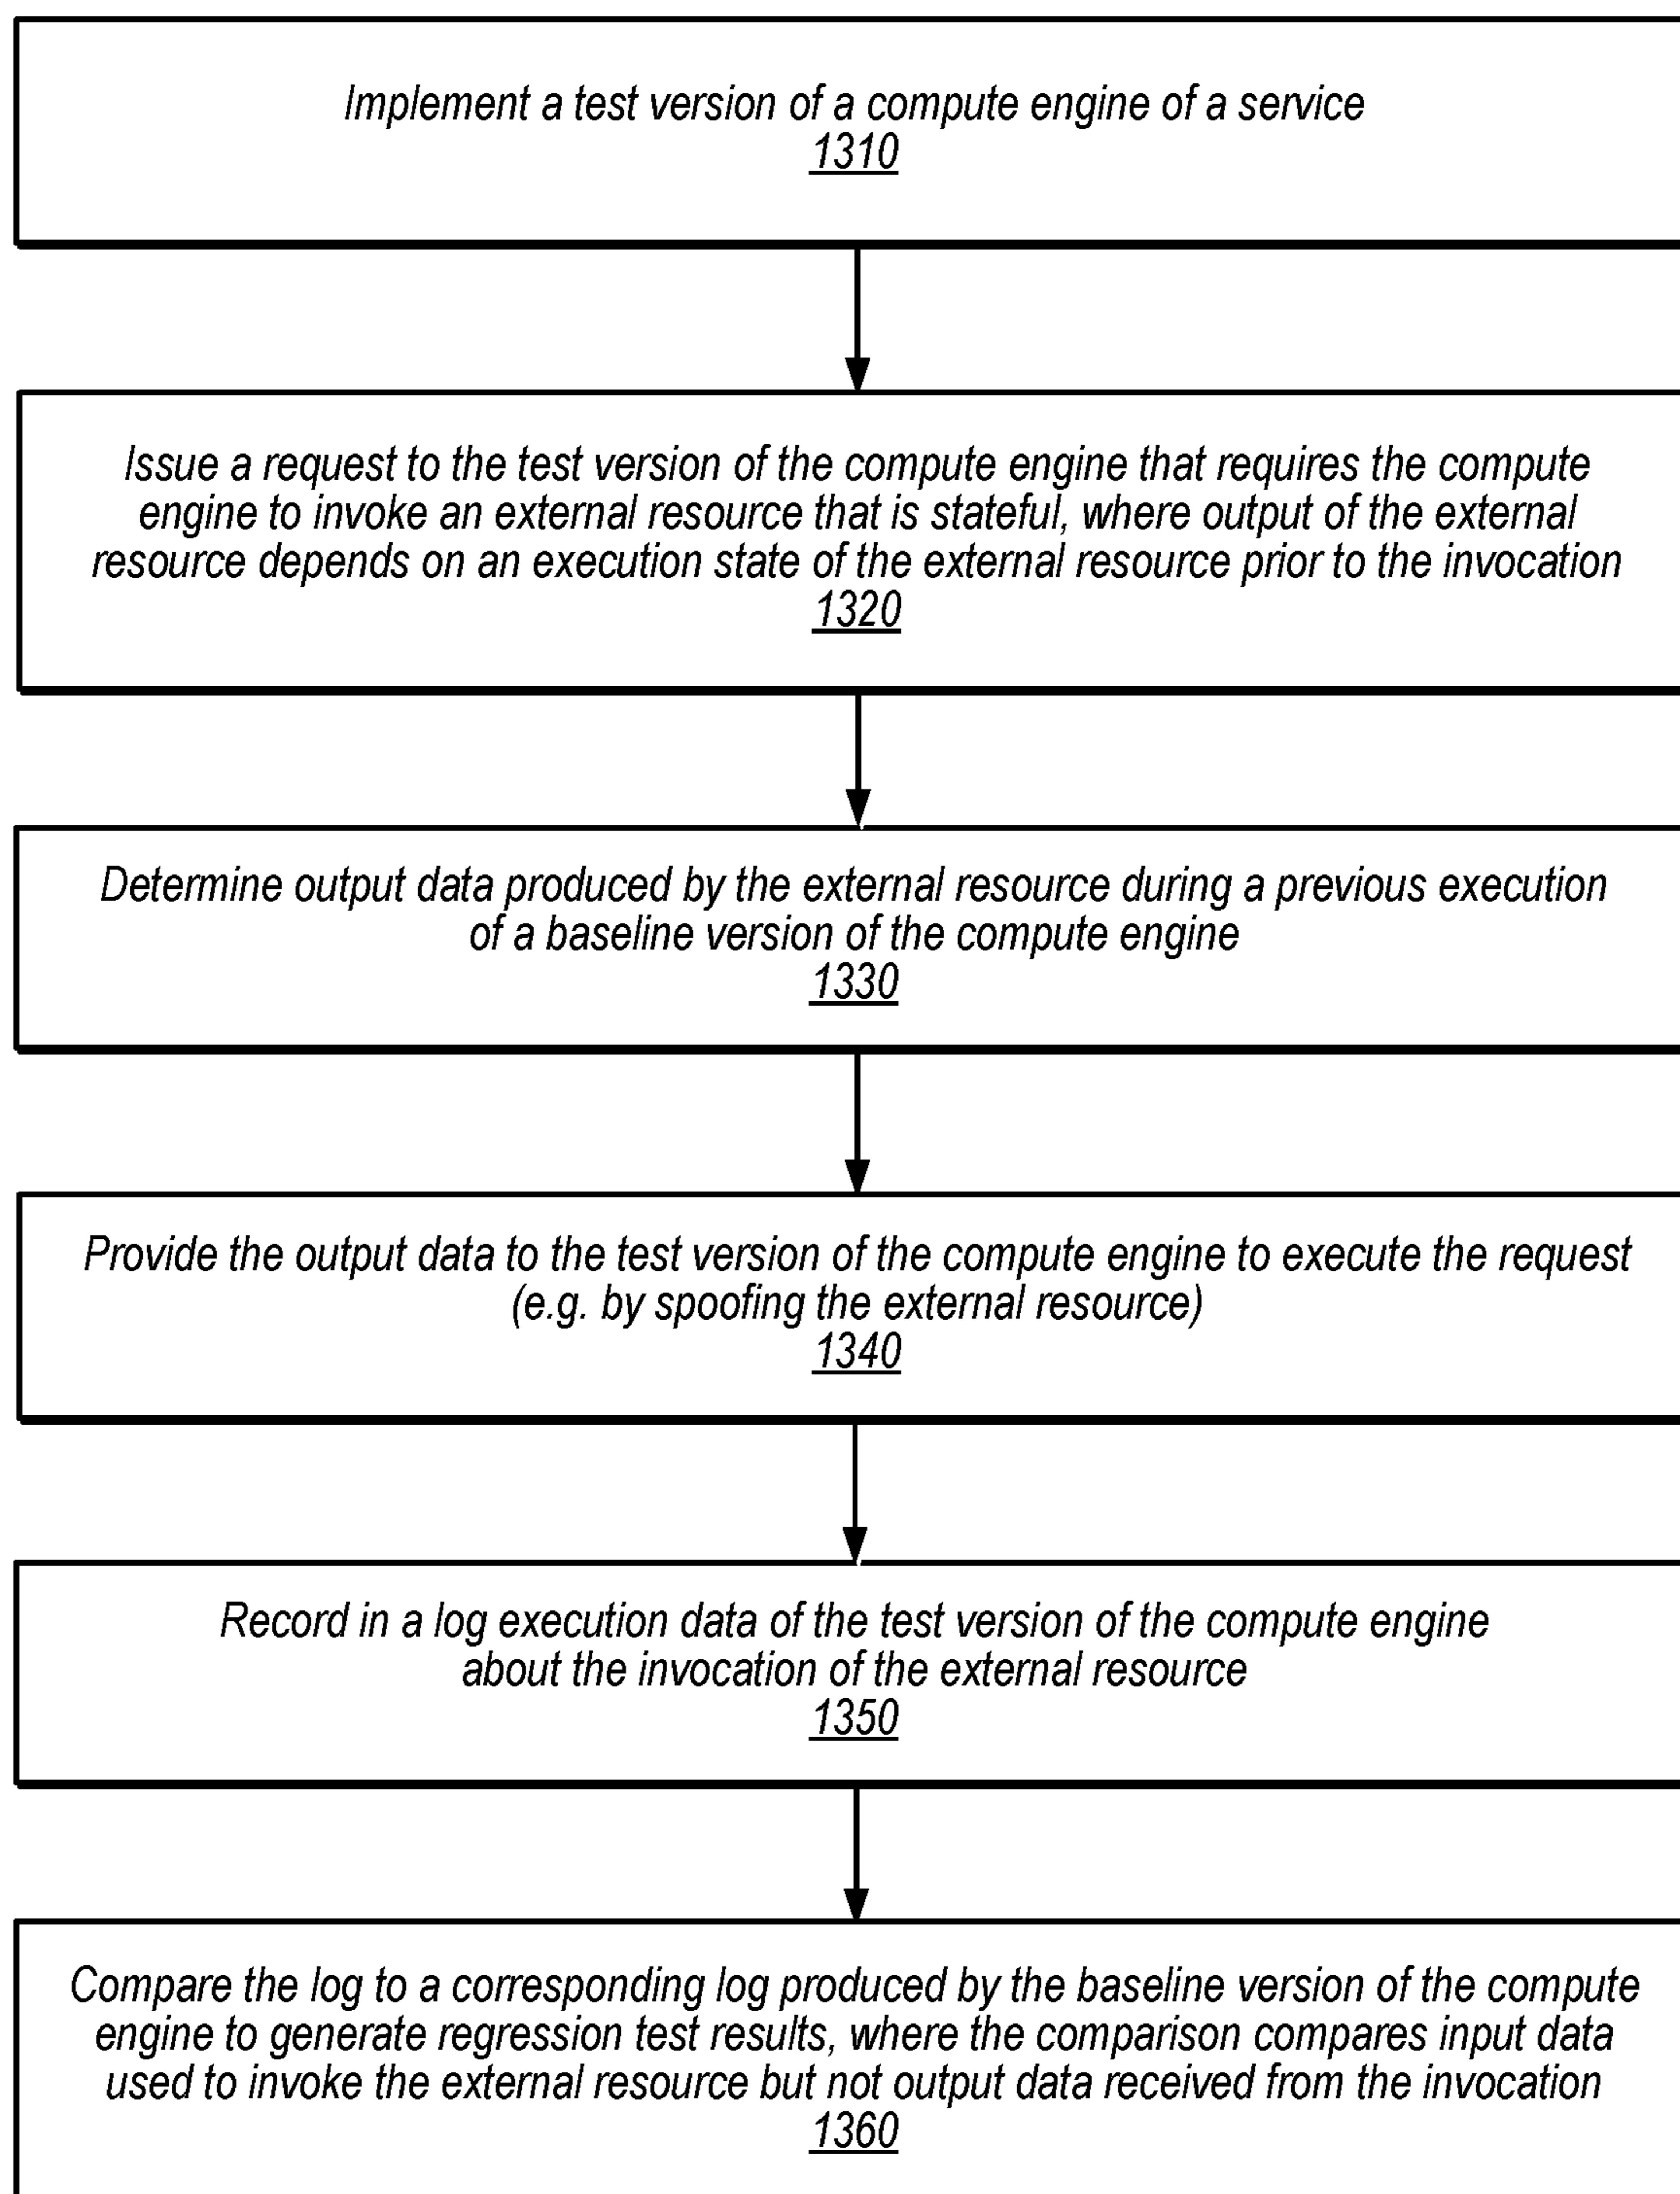 Implement a test version of a compute engine of a service
1310
Issue a request to the test version of the compute engine that requires the compute
engine to invoke an external resource that is stateful, where output of the external
resource depends on an execution state of the external resource prior to the invocation
1320
Determine output data produced by the external resource during a previous execution
of a baseline version of the compute engine
1330
Provide the output data to the test version of the compute engine to execute the request
(e.g. by spoofing the external resource)
1340
Record in a log execution data of the test version of the compute engine
about the invocation of the external resource
1350
Compare the log to a corresponding log produced by the baseline version of the compute
engine to generate regression test results, where the comparison compares input data
used to invoke the external resource but not output data received from the invocation
1360